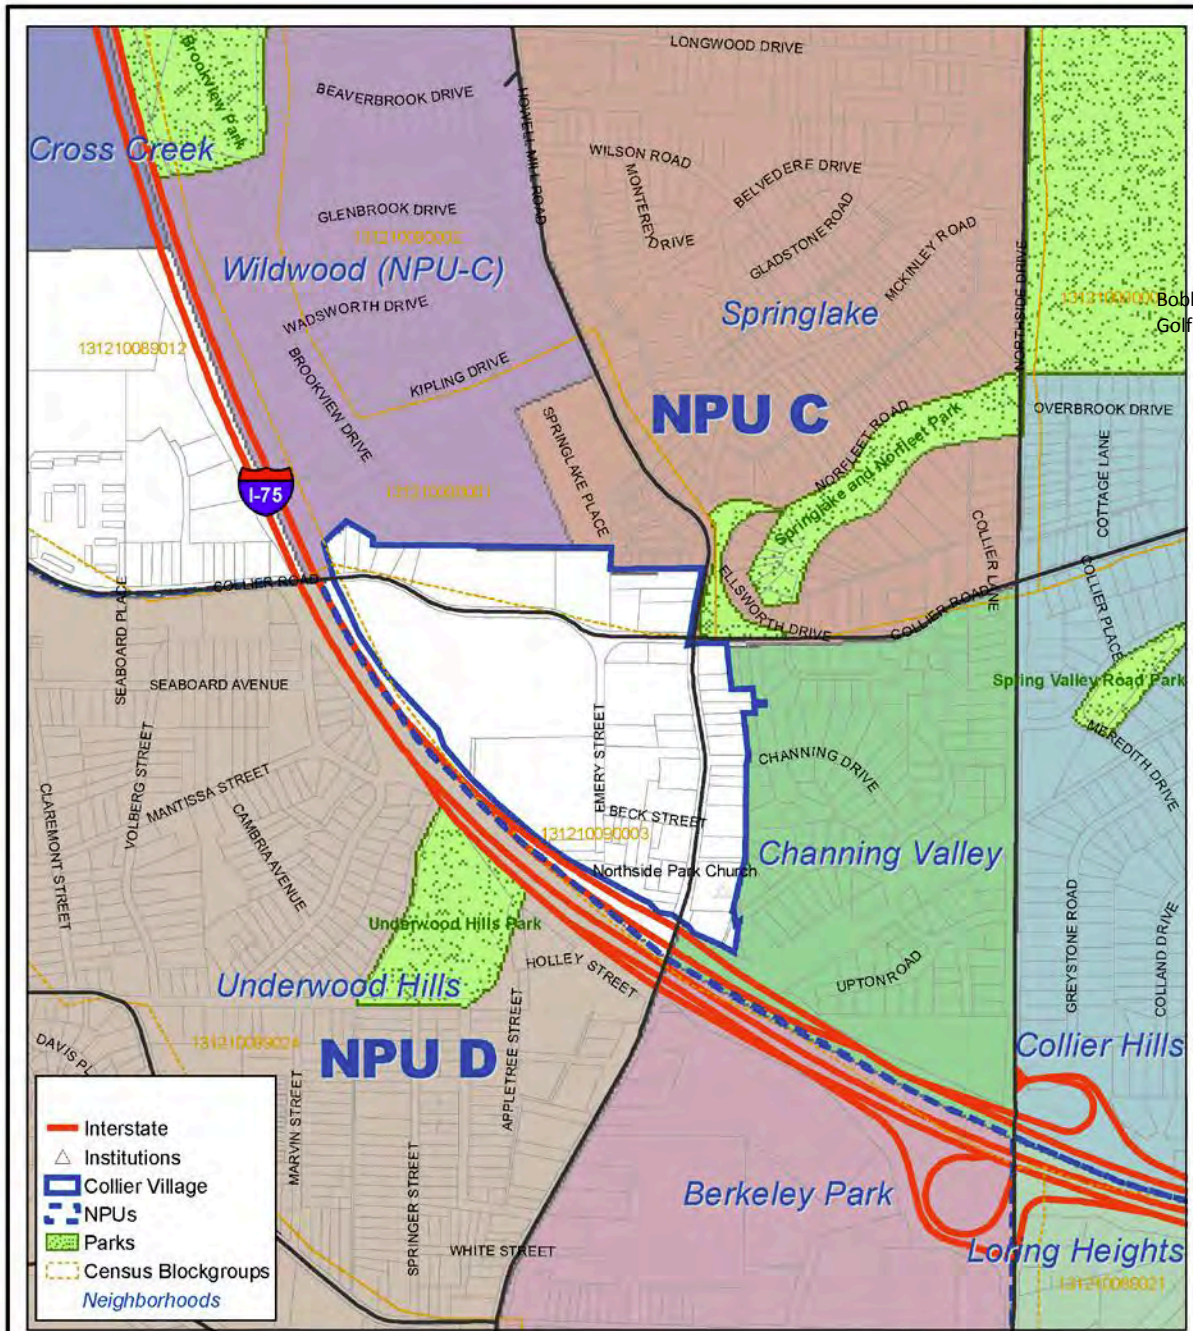 LONGWOOD DRIVE
Brookview Park
BEAVERBROOK DRIVE
HOWELL MILL ROAD
Cross Creek
WILSON ROAD
MONTEREY
DRIVE
BELVEDERE DRIVE
GLADSTONE ROAD
MCKINLEY ROAD
GLENBROOK DRIVE
Wildwood (NPU-C)
NORTHSIDE DRIVE
Bobb
Golf
Springlake
WADSWORTH DRIVE
131210089012
BROOKVIEW DRIVE
KIPLING DRIVE
NPU C
SPRINGLAKE PLACE
NORFLEET ROAD
Springlake and Norfleet Park
OVERBROOK DRIVE
COTTAGE LANE
I-75
COLLIER LANE
COLLIER ROAD
SEABOARD PLACE
ELLSWORTH DRIVE
COLLIER ROAD
COLLIER PLACE
SEABOARD AVENUE
Spring Valley Road Park
MEREDITH DRIVE
VOLBERG STREET
MANTISSA STREET
EMERY STREET
CHANNING DRIVE
CLAREMONT STREET
CAMBRIA AVENUE
BECK STREET
131210090003
Channing Valley
Northside Park Church
Underwood Hills Park
GREYSTONE ROAD
COLLAND DRIVE
HOLLEY STREET
UPTON ROAD
Underwood Hills
Collier Hills
131210089024
NPU D
DAVIS PL
APPLETREE STREET
MARVIN STREET
SPRINGER STREET
WHITE STREET
Berkeley Park
Loring Heights
Interstate
Institutions
Collier Village
NPUs
Parks
Census Blockgroups
Neighborhoods